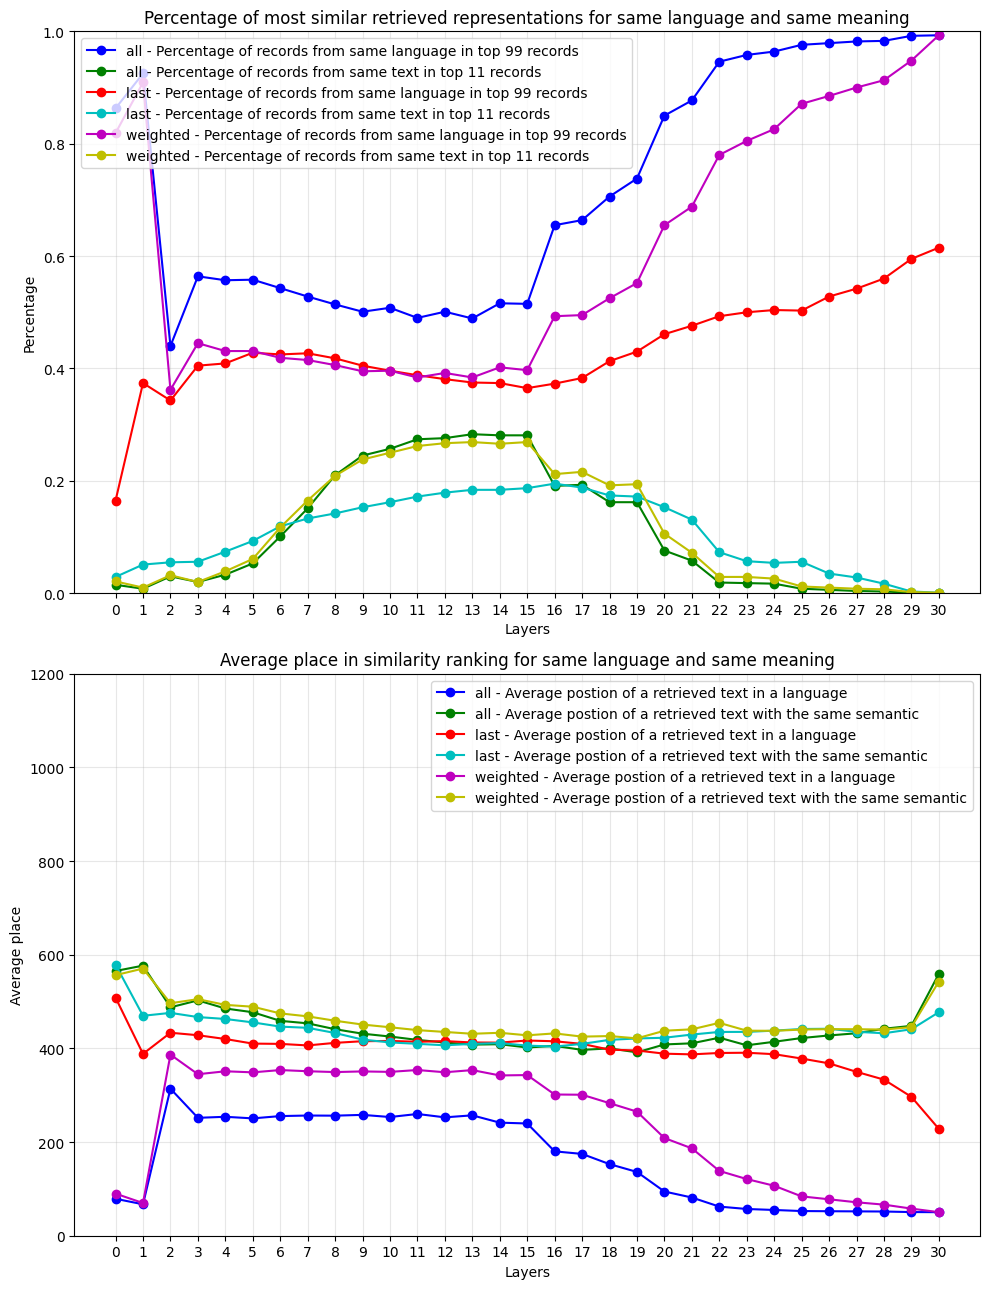 Percentage of most similar retrieved representations for same language and same meaning
1.0
all - Percentage of records from same language in top 99 records
all - Percentage of records from same text in top 11 records
last - Percentage of records from same language in top 99 records
last - Percentage of records from same text in top 11 records
weighted - Percentage of records from same language in top 99 records
weighted - Percentage of records from same text in top 11 records
0.8
0.6
Percentage
0.4
0.2
0.0
0 1 2 3 4 5 6 7 8 9 10 11 12 13 14 15 16 17 18 19 20 21 22 23 24 25 26 27 28 29 30
Layers
Average place in similarity ranking for same language and same meaning
1200
all - Average postion of a retrieved text in a language
all - Average postion of a retrieved text with the same semantic
last - Average postion of a retrieved text in a language
last - Average postion of a retrieved text with the same semantic
weighted - Average postion of a retrieved text in a language
weighted - Average postion of a retrieved text with the same semantic
1000
800
600
Average place
400
200
0
0 1 2 3 4 5 6 7 8 9 10 11 12 13 14 15 16 17 18 19 20 21 22 23 24 25 26 27 28 29 30
Layers